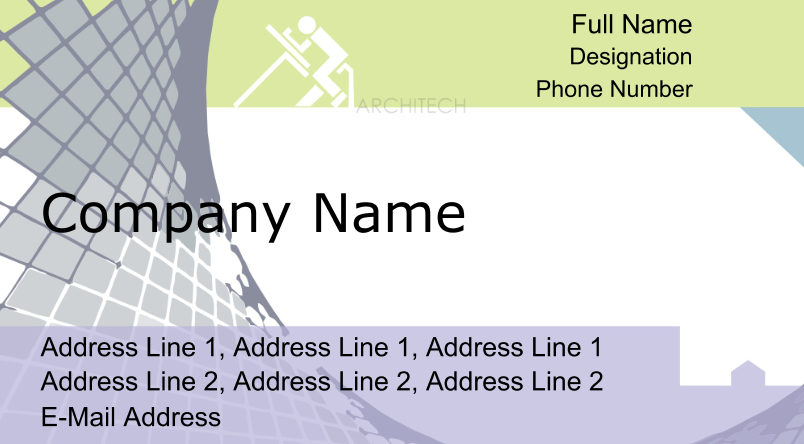 Full Name
Designation
Phone Number
ARCHITECH
Company Name
Address Line 1, Address Line 1, Address Line 1
Address Line 2, Address Line 2, Address Line 2
E-Mail Address